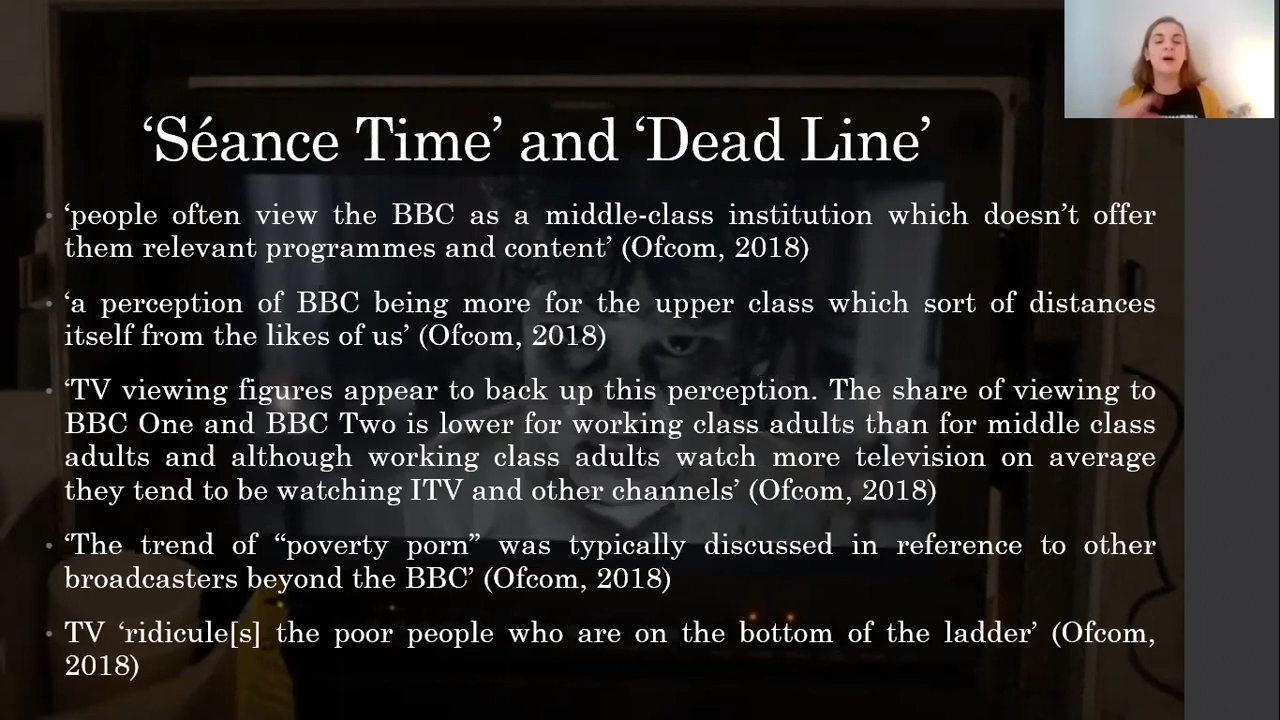 ‘Séance Time’ and ‘Dead Line’
‘people often view the BBC as a middle-class institution which doesn’t offer
them relevant programmes and content’ (Ofcom, 2018)
‘a perception of BBC being more for the upper class which sort of distances
itself from the likes of us’ (Ofcom, 2018)
‘TV viewing figures appear to back up this perception. The share of viewing to
BBC One and BBC Two is lower for working class adults than for middle class
adults and although working class adults watch more television on average
they tend to be watching ITV and other channels’ (Ofcom, 2018)
‘The trend of “poverty porn” was typically discussed in reference to other
broadcasters beyond the BBC’ (Ofcom, 2018)
TV ‘ridicule[s] the poor people who are on the bottom of the ladder’ (Ofcom,
2018)